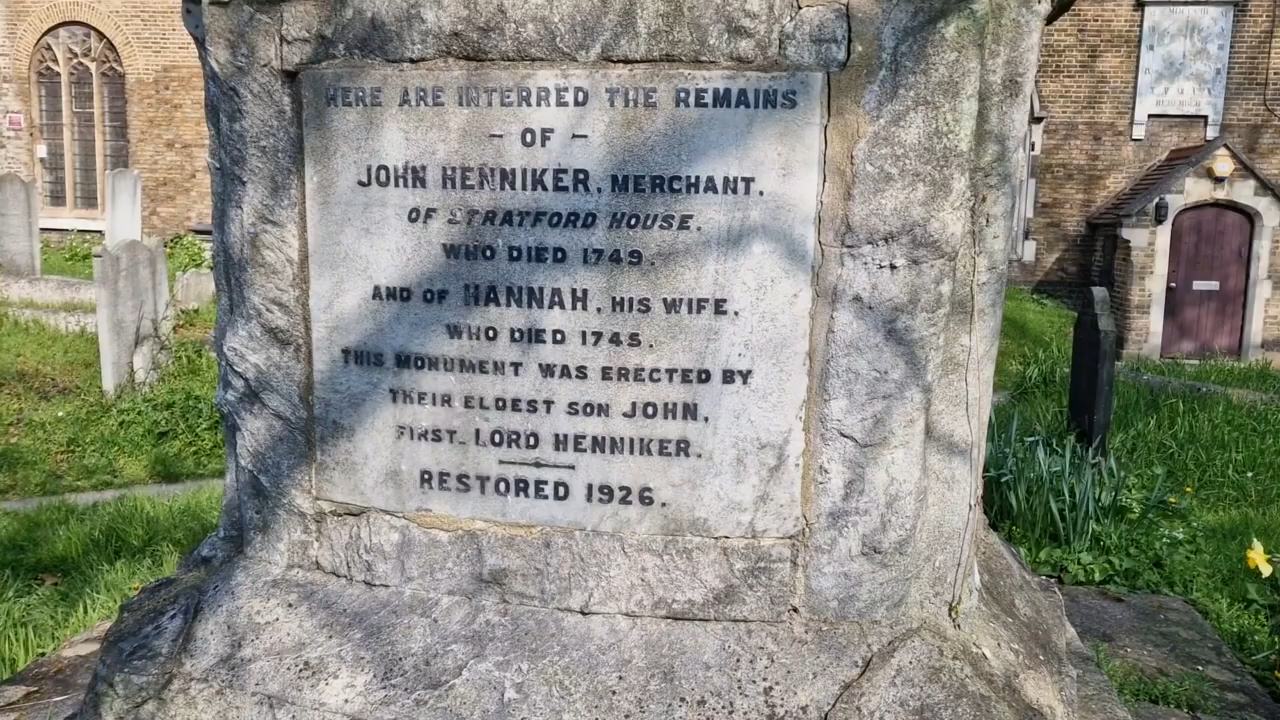 HERE ARE INTERRED THE REMAINS
- OF -
JOHN HENNIKER, MERCHANT.
OF STRATFORD HOUSE.
WHO DIED 1749.
AND OF HANNAH, HIS WIFE,
WHO DIED 1745.
THIS MONUMENT WAS ERECTED BY
THEIR ELDEST SON JOHN,
FIRST LORD HENNIKER.
RESTORED 1926.
REMEMBER